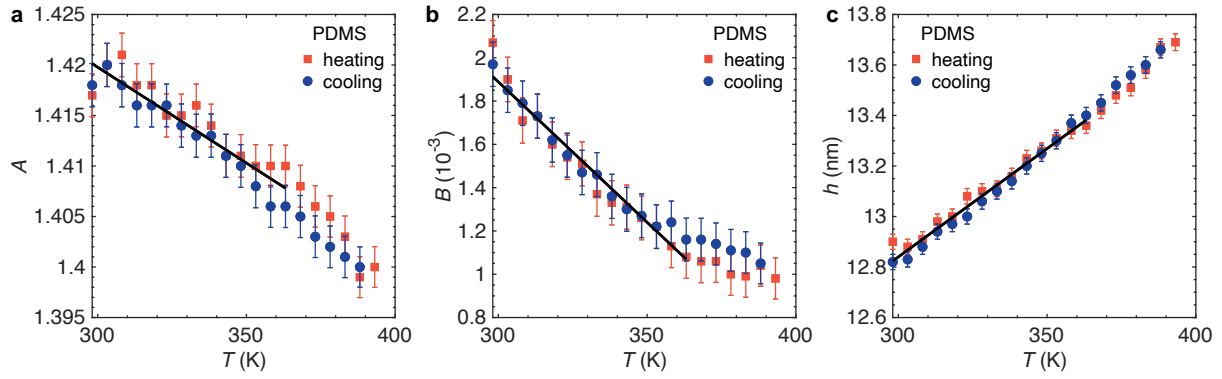 a
PDMS
heating
cooling
A
1.425
1.42
1.415
1.41
1.405
1.4
1.395
300
350
400
T (K)
b
PDMS
heating
cooling
B (10⁻³)
2.2
2
1.8
1.6
1.4
1.2
1
0.8
300
350
400
T (K)
c
PDMS
heating
cooling
h (nm)
13.8
13.6
13.4
13.2
13
12.8
12.6
300
350
400
T (K)